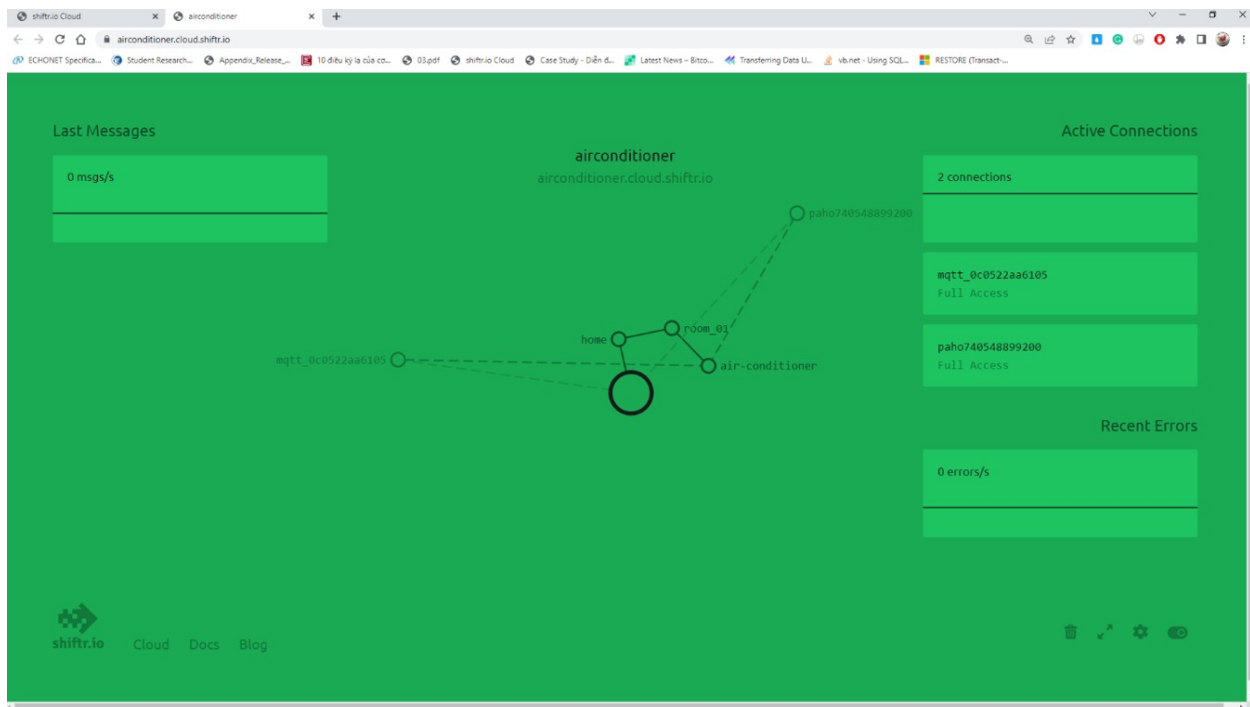 shiftr.io Cloud
airconditioner
airconditioner.cloud.shiftr.io
ECHONET Specifica...
Student Research...
Appendix_Release_...
10 điều kỳ lạ của cơ...
03.pdf
shiftr.io Cloud
Case Study - Diễn đ...
Latest News – Bitco...
Transferring Data U...
vb.net - Using SQL...
RESTORE (Transact-...
Last Messages
0 msgs/s
airconditioner
airconditioner.cloud.shiftr.io
paho740548899200
room_01
home
mqtt_0c0522aa6105
air-conditioner
Active Connections
2 connections
mqtt_0c0522aa6105
Full Access
paho740548899200
Full Access
Recent Errors
0 errors/s
shiftr.io
Cloud
Docs
Blog